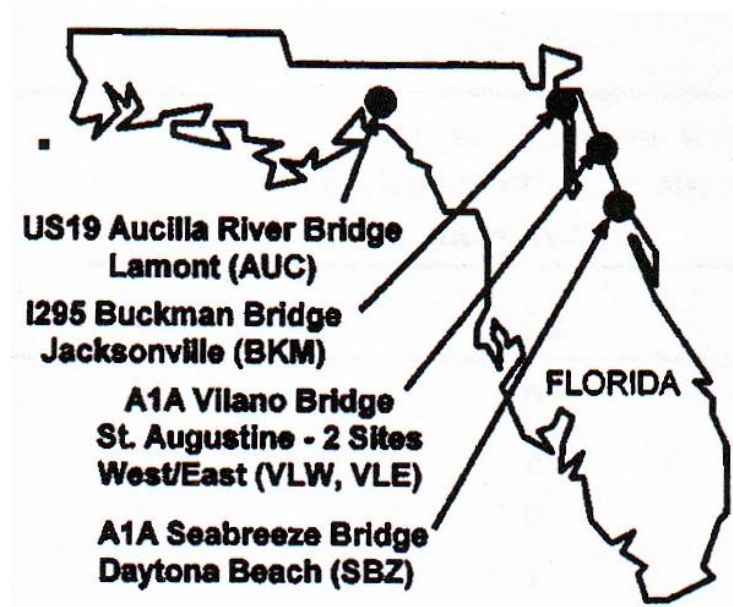 US19 Aucilla River Bridge
Lamont (AUC)
I295 Buckman Bridge
Jacksonville (BKM)
A1A Vilano Bridge
St. Augustine - 2 Sites
West/East (VLW, VLE)
A1A Seabreeze Bridge
Daytona Beach (SBZ)
FLORIDA